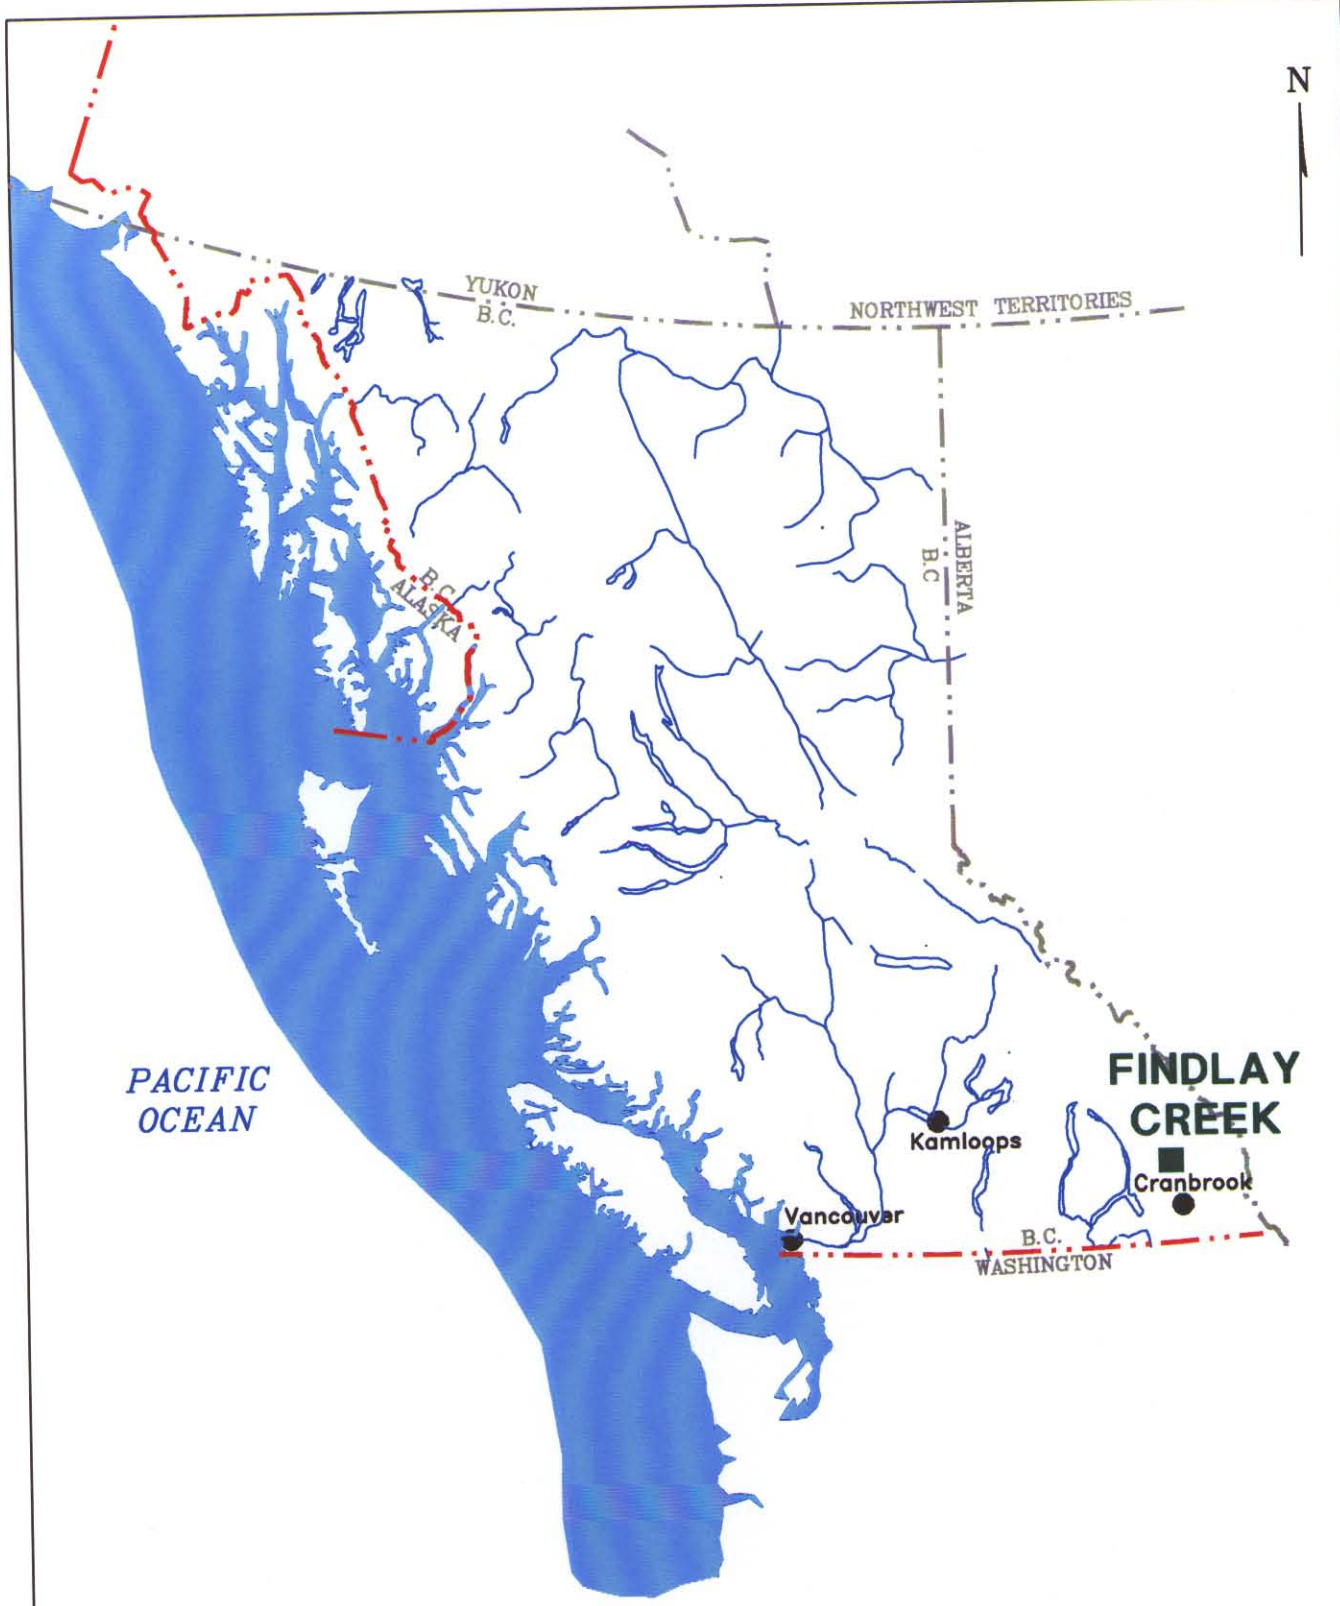 N
YUKON
B.C.
NORTHWEST TERRITORIES
ALBERTA
B.C
B.C.
ALASKA
PACIFIC
OCEAN
FINDLAY
CREEK
Kamloops
Cranbrook
Vancouver
B.C.
WASHINGTON